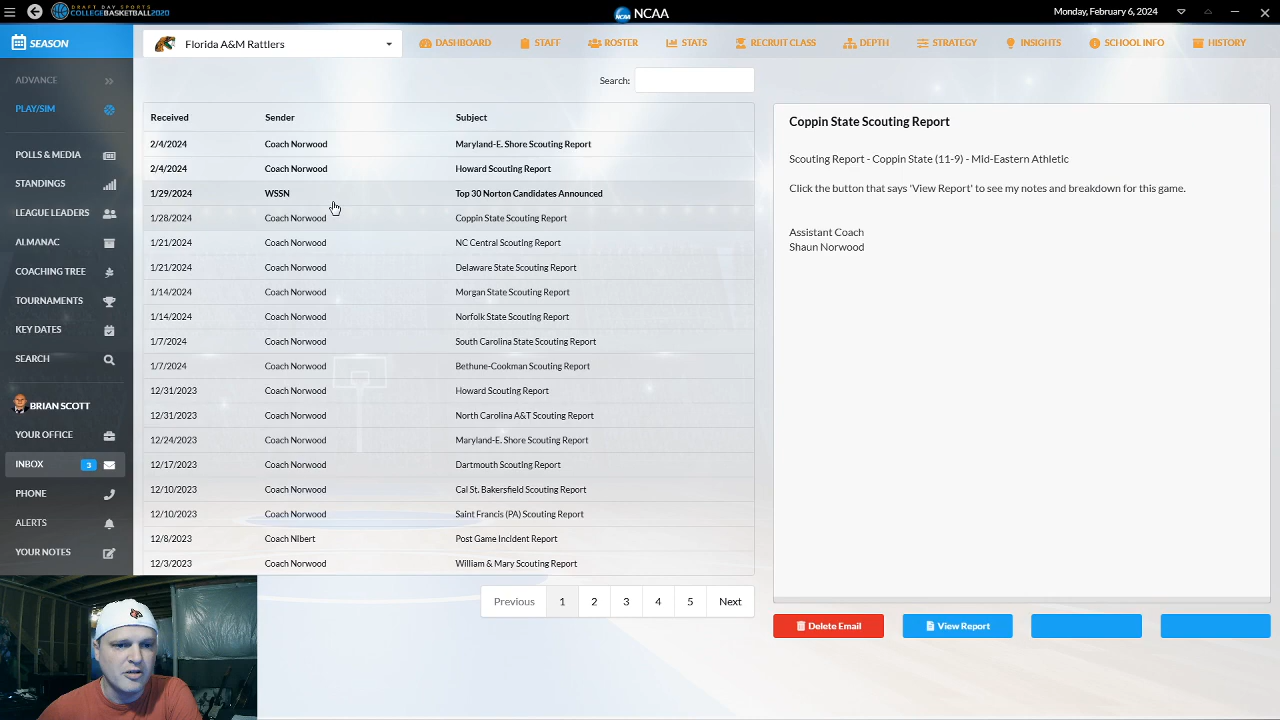 DRAFT DAY SPORTS
COLLEGEBASKETBALL2020
NCAA
Monday, February 6, 2024
SEASON
Florida A&M Rattlers
DASHBOARD STAFF ROSTER STATS RECRUIT CLASS DEPTH STRATEGY INSIGHTS SCHOOL INFO HISTORY
ADVANCE
PLAY/SIM
POLLS & MEDIA
STANDINGS
LEAGUE LEADERS
ALMANAC
COACHING TREE
TOURNAMENTS
KEY DATES
SEARCH
BRIAN SCOTT
YOUR OFFICE
INBOX 3
PHONE
ALERTS
YOUR NOTES
Search:
Received Sender Subject
2/4/2024 Coach Norwood Maryland-E. Shore Scouting Report
2/4/2024 Coach Norwood Howard Scouting Report
1/29/2024 WSSN Top 30 Norton Candidates Announced
1/28/2024 Coach Norwood Coppin State Scouting Report
1/21/2024 Coach Norwood NC Central Scouting Report
1/21/2024 Coach Norwood Delaware State Scouting Report
1/14/2024 Coach Norwood Morgan State Scouting Report
1/14/2024 Coach Norwood Norfolk State Scouting Report
1/7/2024 Coach Norwood South Carolina State Scouting Report
1/7/2024 Coach Norwood Bethune-Cookman Scouting Report
12/31/2023 Coach Norwood Howard Scouting Report
12/31/2023 Coach Norwood North Carolina A&T Scouting Report
12/24/2023 Coach Norwood Maryland-E. Shore Scouting Report
12/17/2023 Coach Norwood Dartmouth Scouting Report
12/10/2023 Coach Norwood Cal St. Bakersfield Scouting Report
12/10/2023 Coach Norwood Saint Francis (PA) Scouting Report
12/8/2023 Coach Nibert Post Game Incident Report
12/3/2023 Coach Norwood William & Mary Scouting Report
Previous 1 2 3 4 5 Next
Coppin State Scouting Report
Scouting Report - Coppin State (11-9) - Mid-Eastern Athletic
Click the button that says 'View Report' to see my notes and breakdown for this game.
Assistant Coach
Shaun Norwood
Delete Email View Report